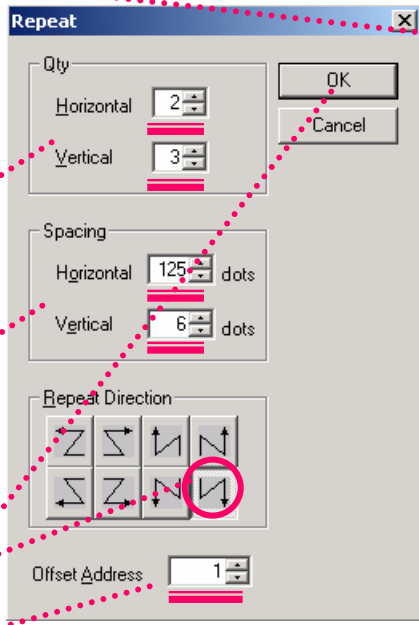 Repeat
Qty
Horizontal 2
Vertical 3
OK
Cancel
Spacing
Horizontal 125 dots
Vertical 6 dots
Repeat Direction
Offset Address 1